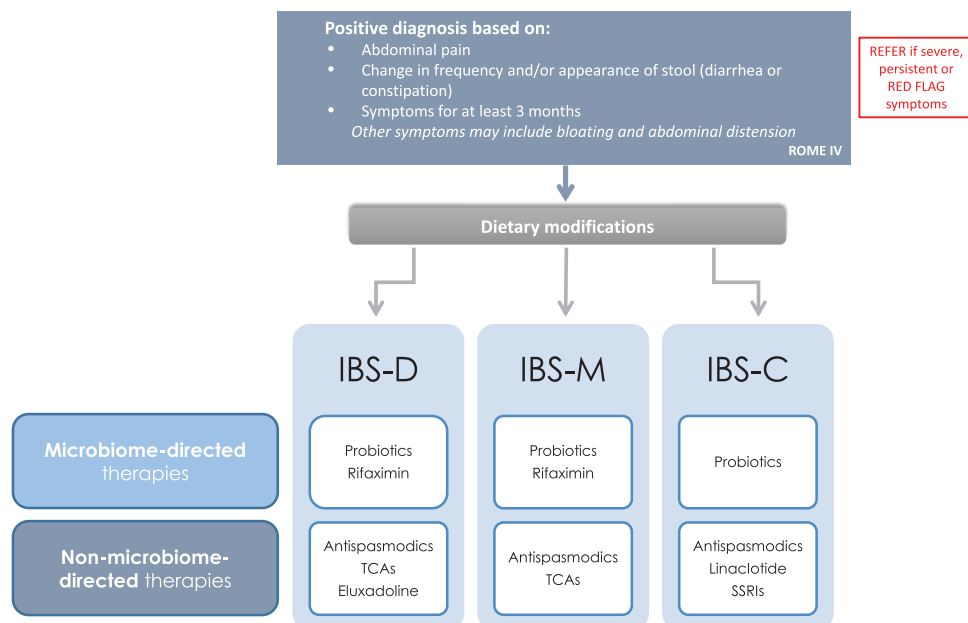 Positive diagnosis based on:
• Abdominal pain
• Change in frequency and/or appearance of stool (diarrhea or
constipation)
• Symptoms for at least 3 months
Other symptoms may include bloating and abdominal distension
ROME IV
REFER if severe,
persistent or
RED FLAG
symptoms
Dietary modifications
IBS-D
IBS-M
IBS-C
Microbiome-directed
therapies
Probiotics
Rifaximin
Probiotics
Rifaximin
Probiotics
Non-microbiome-
directed therapies
Antispasmodics
TCAs
Eluxadoline
Antispasmodics
TCAs
Antispasmodics
Linaclotide
SSRIs